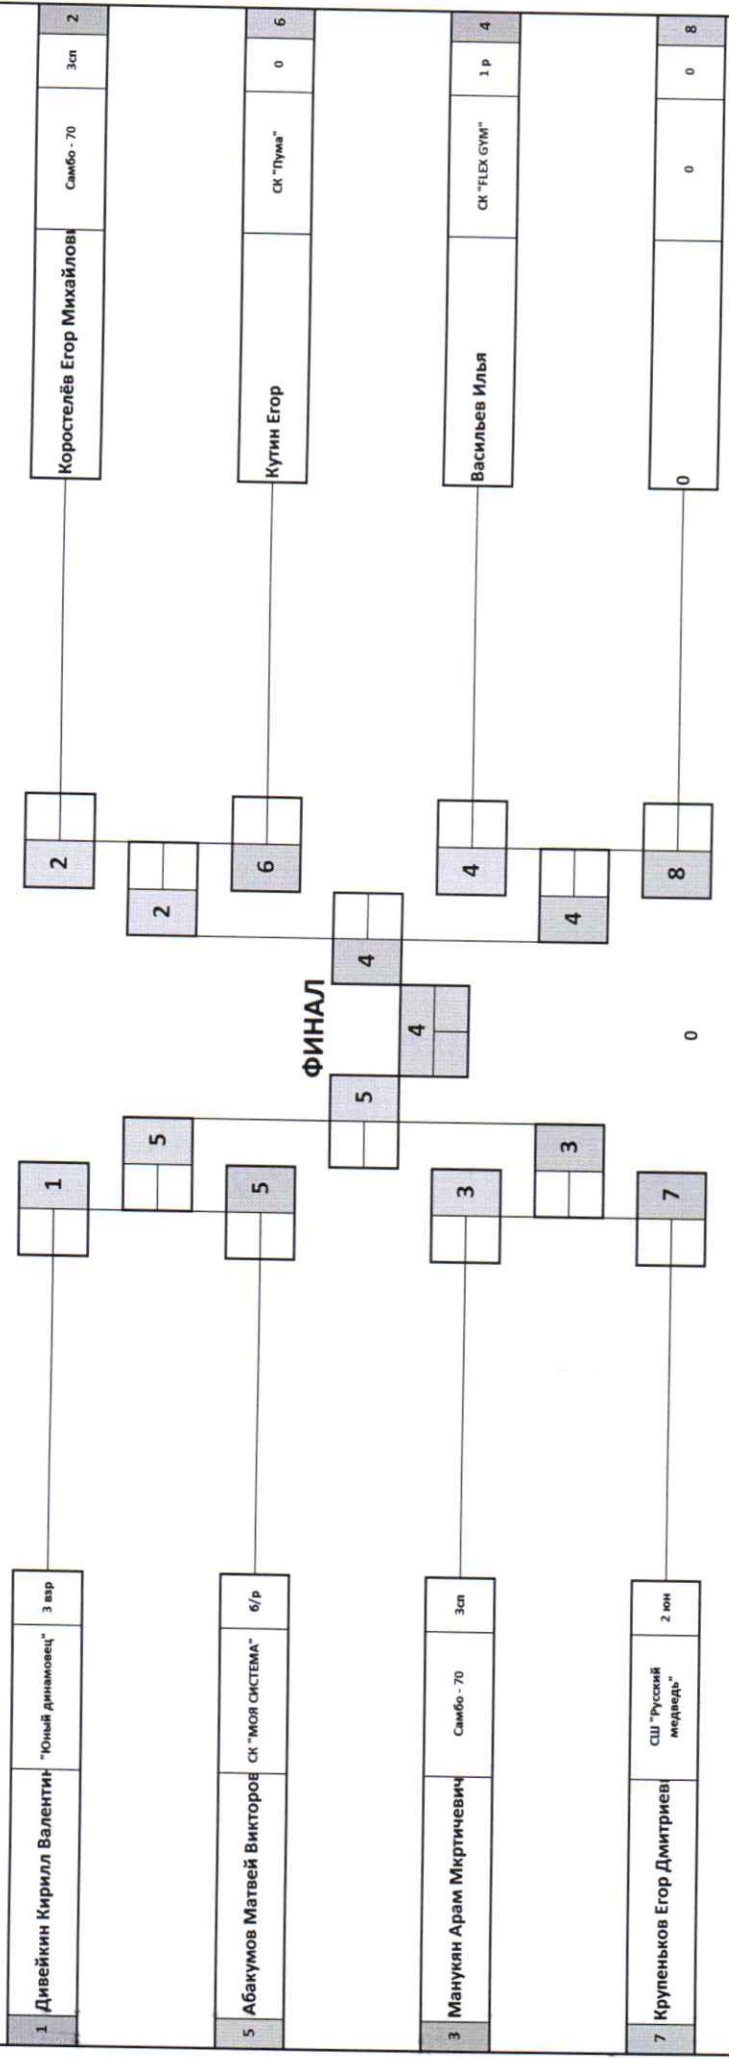 1 Дивейкин Кирилл Валентин "Юный динамовец" 3 взр
1
5
5 Абакумов Матвей Викторов СК "МОЯ СИСТЕМА" б/р
5
3 Манукян Арам Мкртичевич Самбо - 70 3сп
3
3
7 Крупеньков Егор Дмитриев СШ "Русский медведь" 2 юн
7
ФИНАЛ
5
4
4
0
Коростелёв Егор Михайлов Самбо - 70 3сп 2
2
2
Кутин Егор СК "Пума" 0 6
6
Васильев Илья СК "FLEX GYM" 1 р 4
4
4
0 0 0 8
8